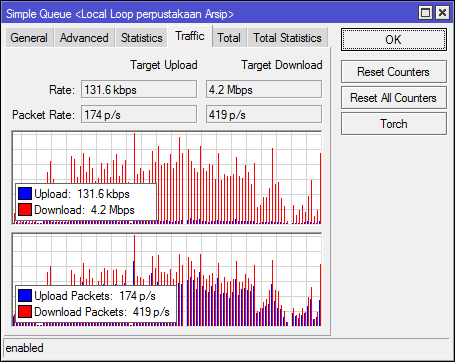 Simple Queue <Local Loop perpustakaan Arsip>
General Advanced Statistics Traffic Total Total Statistics
OK
Target Upload Target Download
Rate: 131.6 kbps 4.2 Mbps
Reset Counters
Packet Rate: 174 p/s 419 p/s
Reset All Counters
Torch
Upload: 131.6 kbps
Download: 4.2 Mbps
Upload Packets: 174 p/s
Download Packets: 419 p/s
enabled